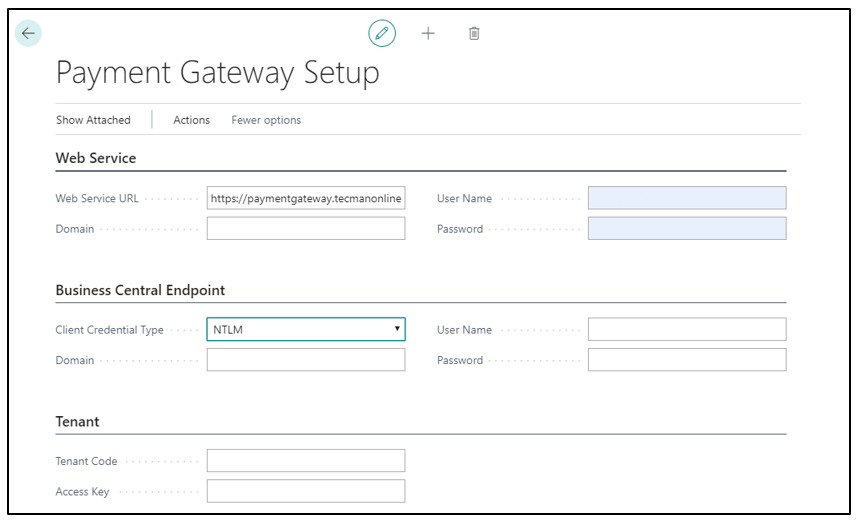 Payment Gateway Setup
Show Attached Actions Fewer options
Web Service
Web Service URL https://paymentgateway.tecmanonline User Name
Domain Password
Business Central Endpoint
Client Credential Type NTLM User Name
Domain Password
Tenant
Tenant Code
Access Key